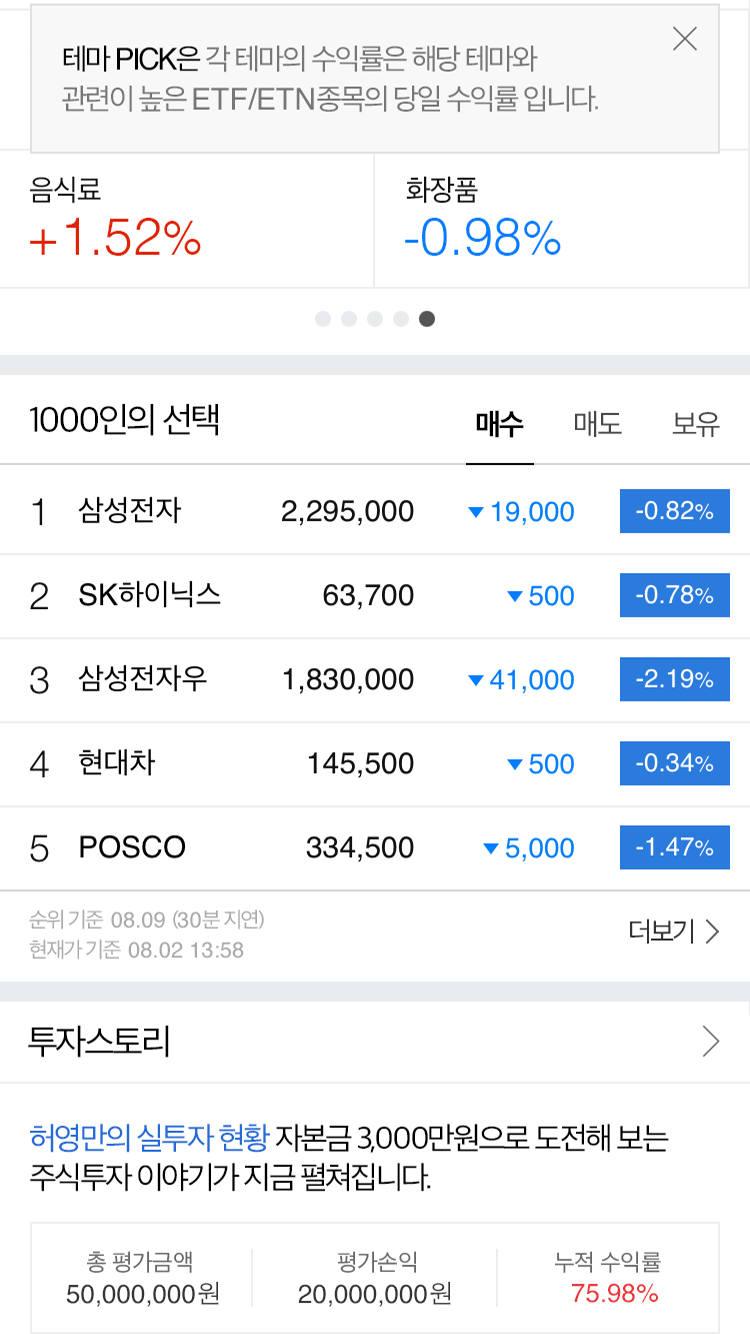 테마 PICK은 각 테마의 수익률은 해당 테마와
관련이 높은 ETF/ETN종목의 당일 수익률 입니다.
음식료 화장품
+1.52% -0.98%
1000인의 선택 매수 매도 보유
1 삼성전자 2,295,000 ▼19,000 -0.82%
2 SK하이닉스 63,700 ▼500 -0.78%
3 삼성전자우 1,830,000 ▼41,000 -2.19%
4 현대차 145,500 ▼500 -0.34%
5 POSCO 334,500 ▼5,000 -1.47%
순위 기준 08.09 (30분 지연)
현재가 기준 08.02 13:58
더보기
투자스토리
허영만의 실투자 현황 자본금 3,000만원으로 도전해 보는
주식투자 이야기가 지금 펼쳐집니다.
총 평가금액 평가손익 누적 수익률
50,000,000원 20,000,000원 75.98%